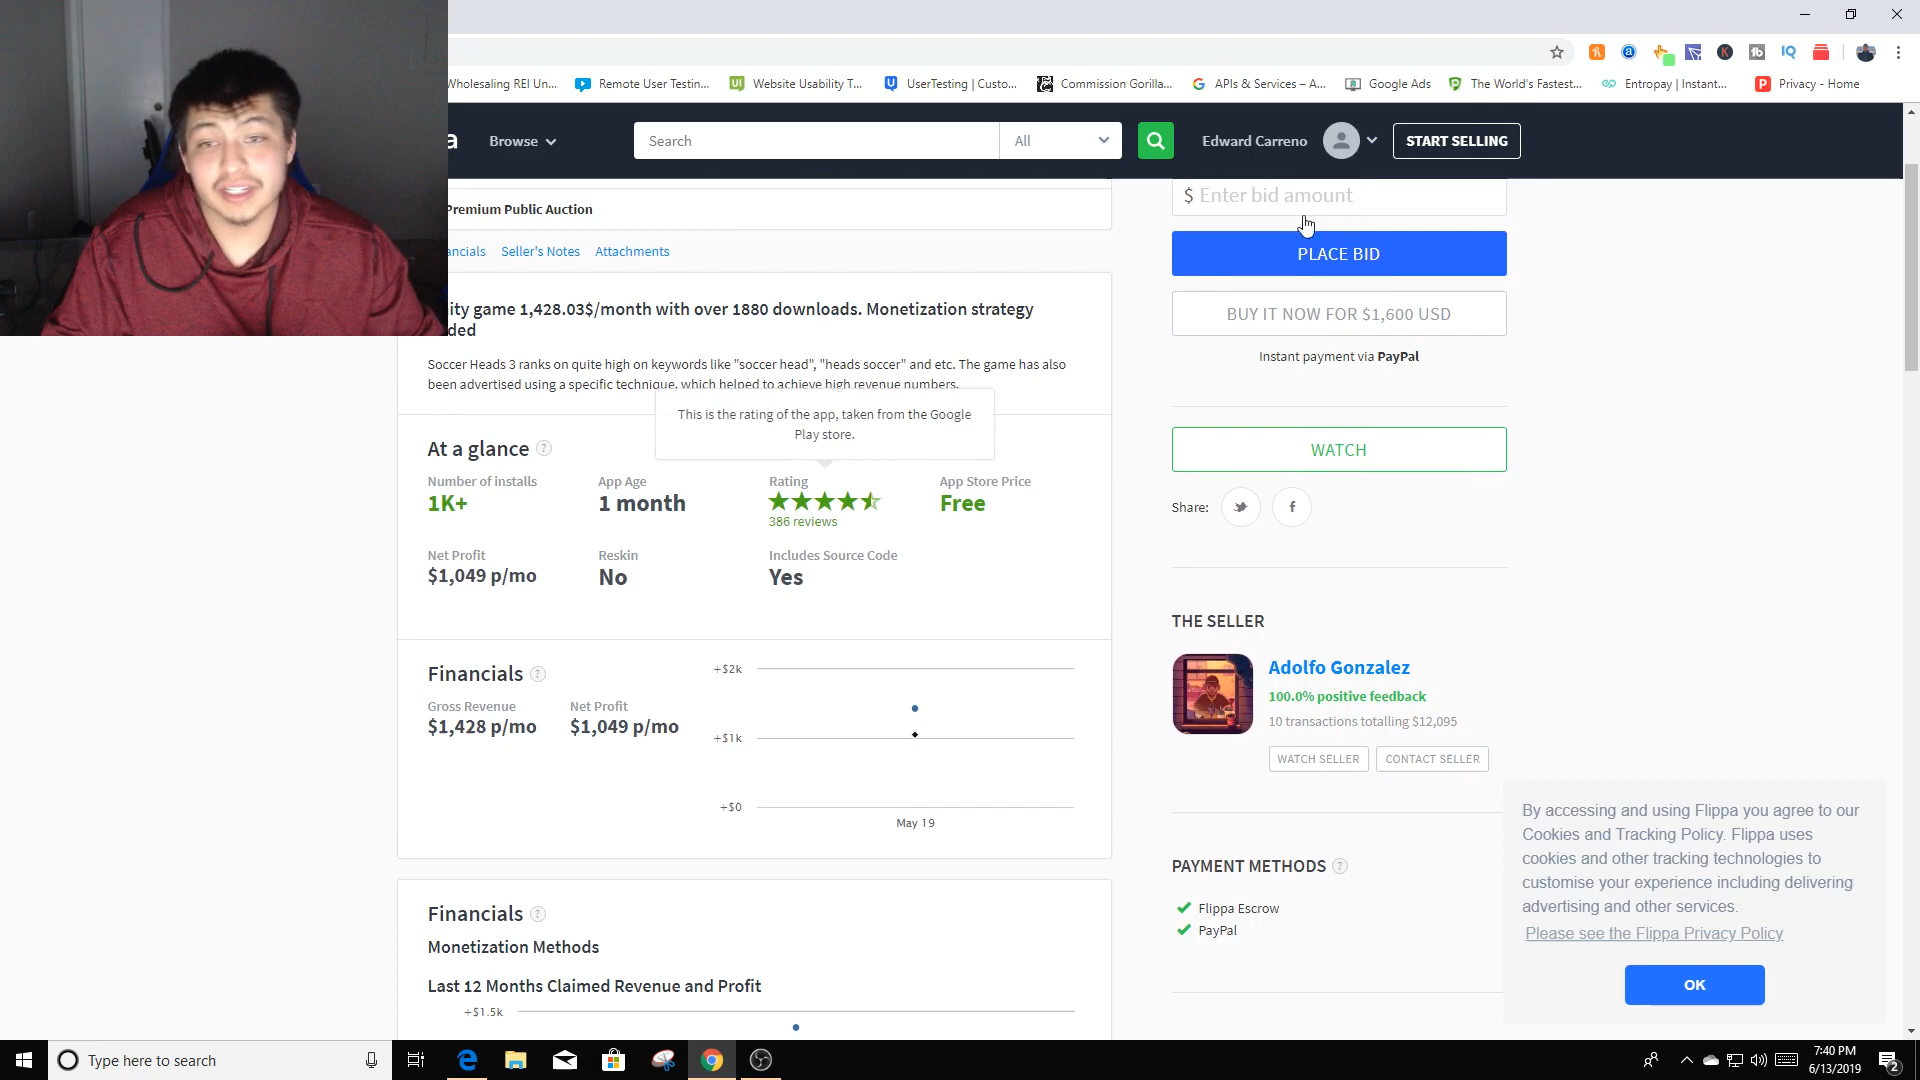 Wholesaling REI Un...
Remote User Testin...
Website Usability T...
UserTesting | Custo...
Commission Gorilla...
APIs & Services – A...
Google Ads
The World's Fastest...
Entropay | Instant...
Privacy - Home
a
Browse
Search
All
Edward Carreno
START SELLING
Premium Public Auction
$ Enter bid amount
PLACE BID
ancials
Seller's Notes
Attachments
BUY IT NOW FOR $1,600 USD
Instant payment via PayPal
ity game 1,428.03$/month with over 1880 downloads. Monetization strategy
ded
Soccer Heads 3 ranks on quite high on keywords like "soccer head", "heads soccer" and etc. The game has also
been advertised using a specific technique, which helped to achieve high revenue numbers.
This is the rating of the app, taken from the Google
Play store.
WATCH
Share:
At a glance ?
Number of installs
1K+
App Age
1 month
Rating
386 reviews
App Store Price
Free
Net Profit
$1,049 p/mo
Reskin
No
Includes Source Code
Yes
THE SELLER
Adolfo Gonzalez
100.0% positive feedback
10 transactions totalling $12,095
WATCH SELLER
CONTACT SELLER
Financials ?
Gross Revenue
$1,428 p/mo
Net Profit
$1,049 p/mo
+$2k
+$1k
+$0
May 19
PAYMENT METHODS ?
Flippa Escrow
PayPal
Financials ?
Monetization Methods
Last 12 Months Claimed Revenue and Profit
+$1.5k
By accessing and using Flippa you agree to our
Cookies and Tracking Policy. Flippa uses
cookies and other tracking technologies to
customise your experience including delivering
advertising and other services.
Please see the Flippa Privacy Policy
OK
Type here to search
7:40 PM
6/13/2019
2